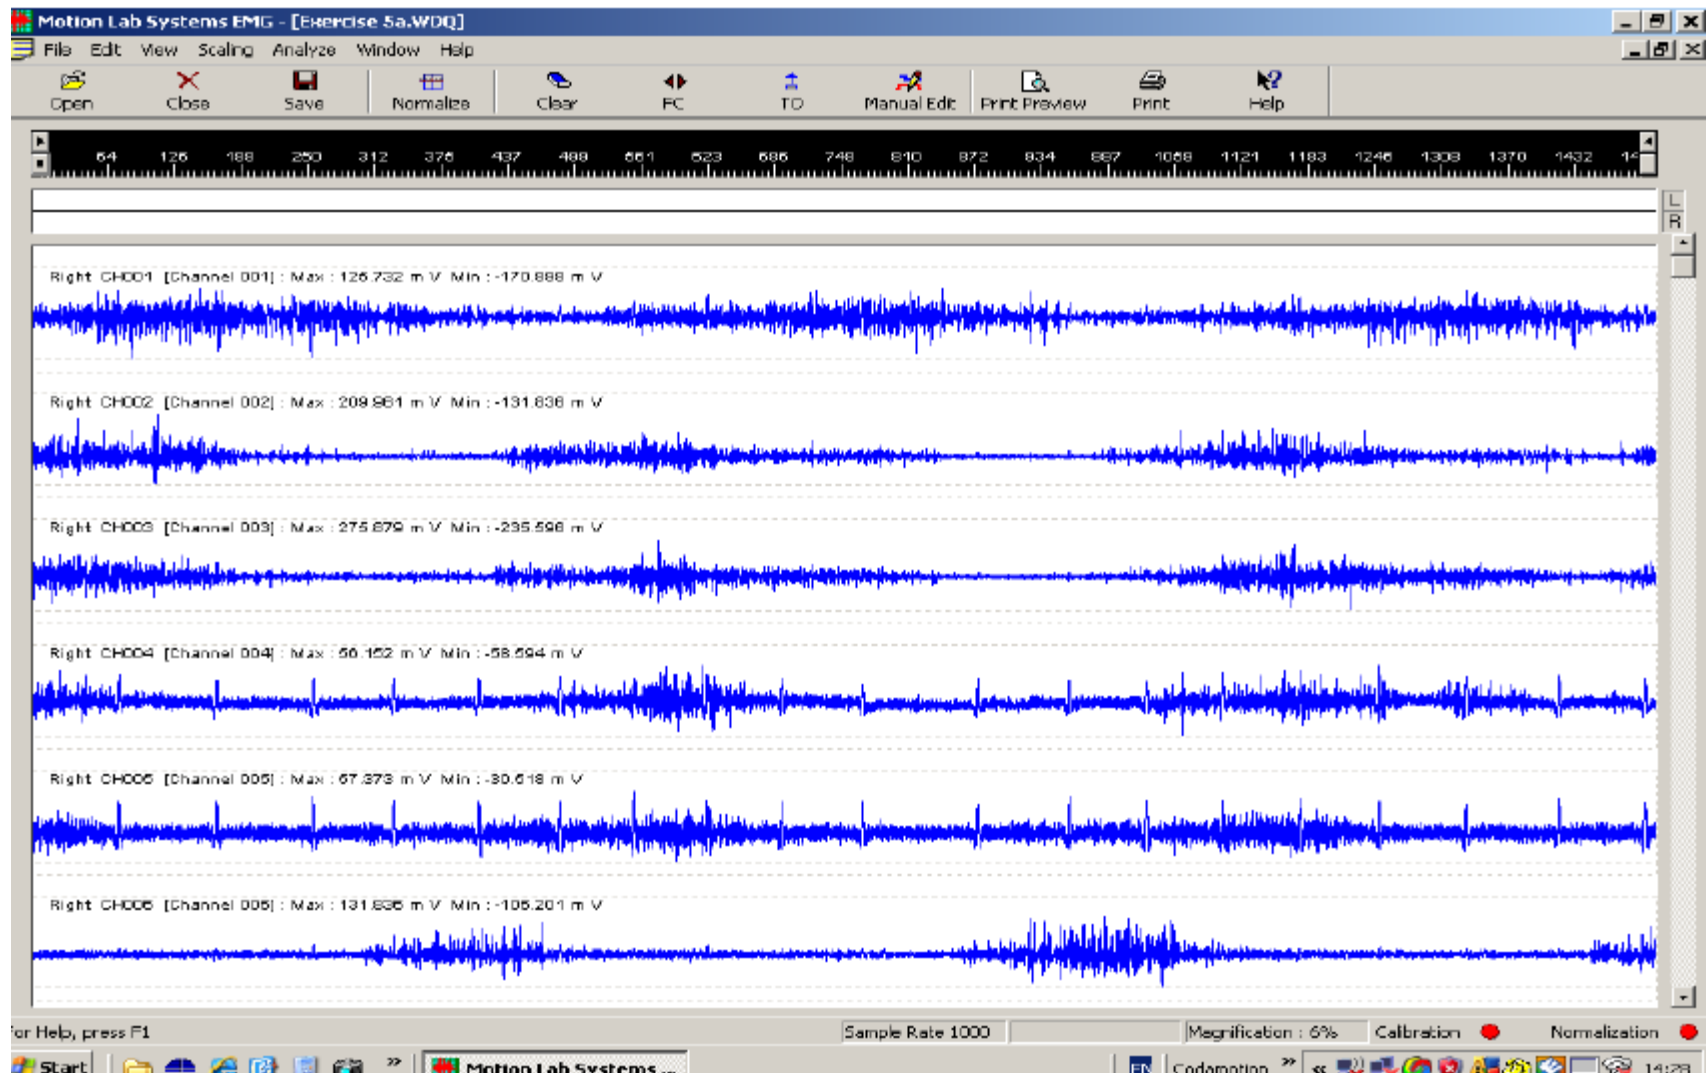 Motion Lab Systems EMG - [Exercise 5a.WDQ]
File Edit View Scaling Analyze Window Help
Open Close Save Normalize Clear FC TO Manual Edit Print Preview Print Help
64 126 188 250 312 375 437 499 561 623 686 748 810 872 934 997 1059 1121 1183 1246 1308 1370 1432
L
R
Right CH001 [Channel 001] : Max : 126.732 m V Min : -170.898 m V
Right CH002 [Channel 002] : Max : 209.961 m V Min : -131.836 m V
Right CH003 [Channel 003] : Max : 275.879 m V Min : -235.596 m V
Right CH004 [Channel 004] : Max : 56.152 m V Min : -58.594 m V
Right CH005 [Channel 005] : Max : 67.373 m V Min : -30.518 m V
Right CH006 [Channel 006] : Max : 131.836 m V Min : -105.201 m V
or Help, press F1 Sample Rate 1000 Magnification : 6% Calibration Normalization
Start Motion Lab Systems ... EN Codamotion 14:28